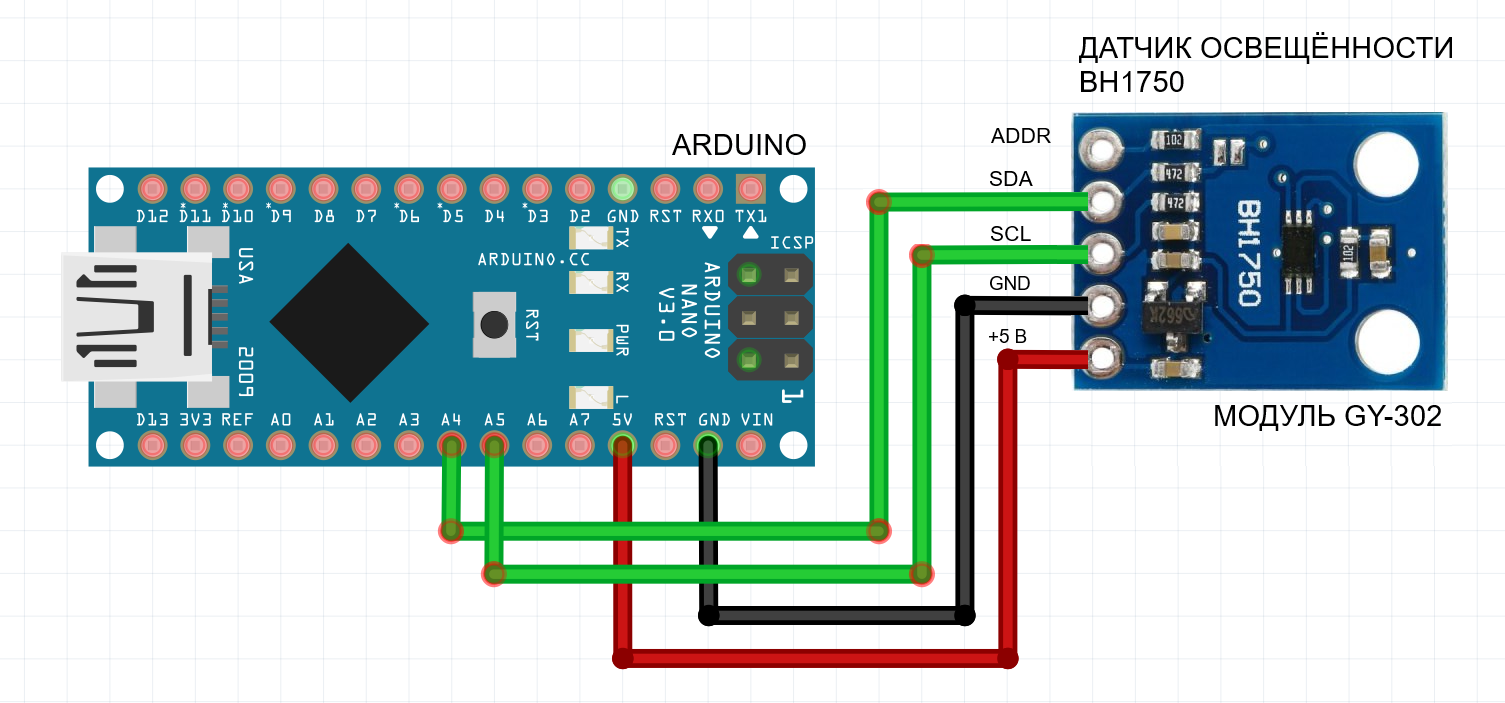 ДАТЧИК ОСВЕЩЁННОСТИ
BH1750
ARDUINO
ADDR
SDA
SCL
GND
+5 В
D12 *D11 *D10 *D9 D8 D7 *D6 *D5 D4 *D3 D2 GND RST RX0 TX1
TX
RX
PWR
L
ICSP
1
USA
2009
ARDUINO.CC
RST
ARDUINO
NANO
V3.0
D13 3V3 REF A0 A1 A2 A3 A4 A5 A6 A7 5V RST GND VIN
102
472
472
BH1750
102
662K
МОДУЛЬ GY-302